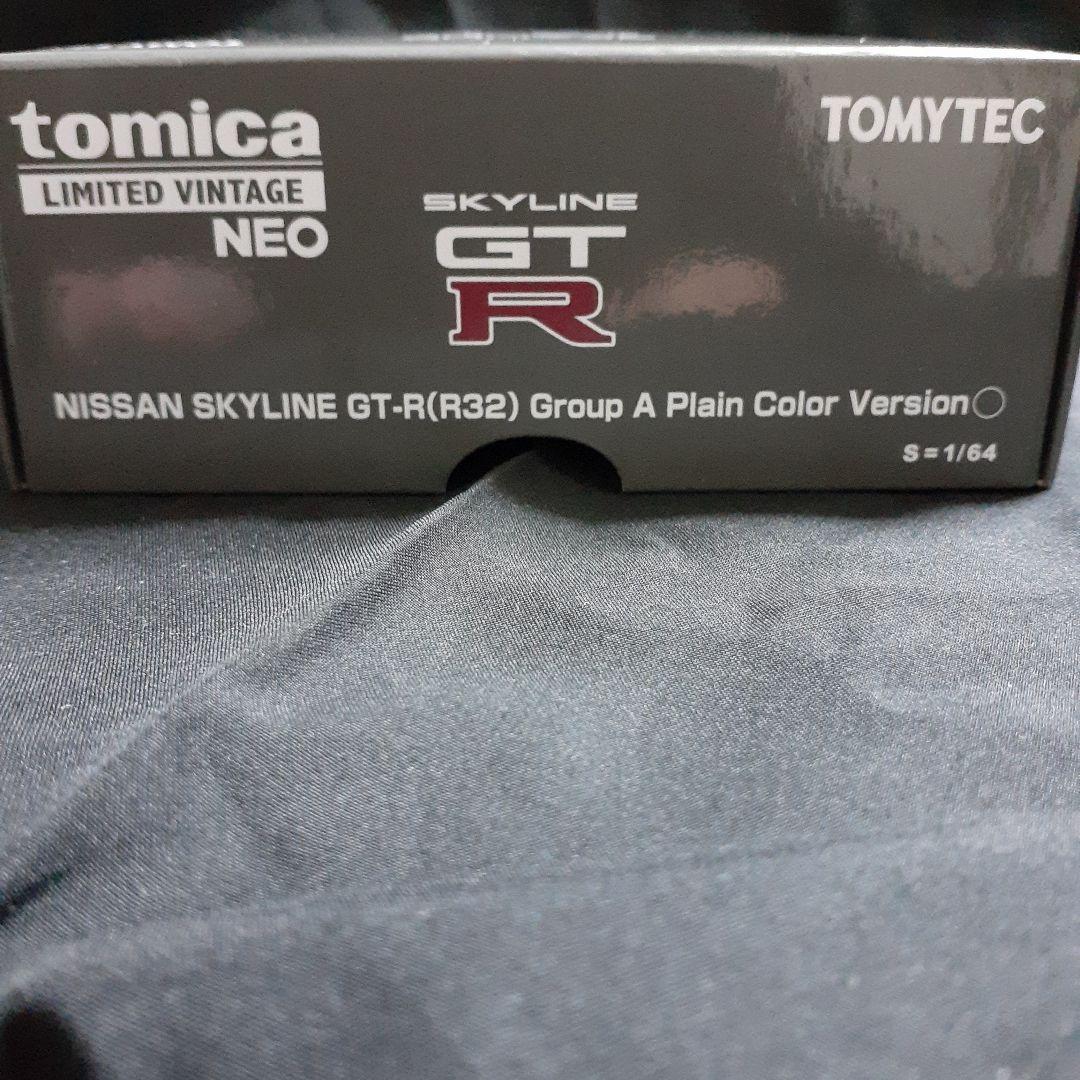 tomica
LIMITED VINTAGE
NEO
TOMYTEC
SKYLINE
GT
R
NISSAN SKYLINE GT-R(R32) Group A Plain Color Version
S=1/64